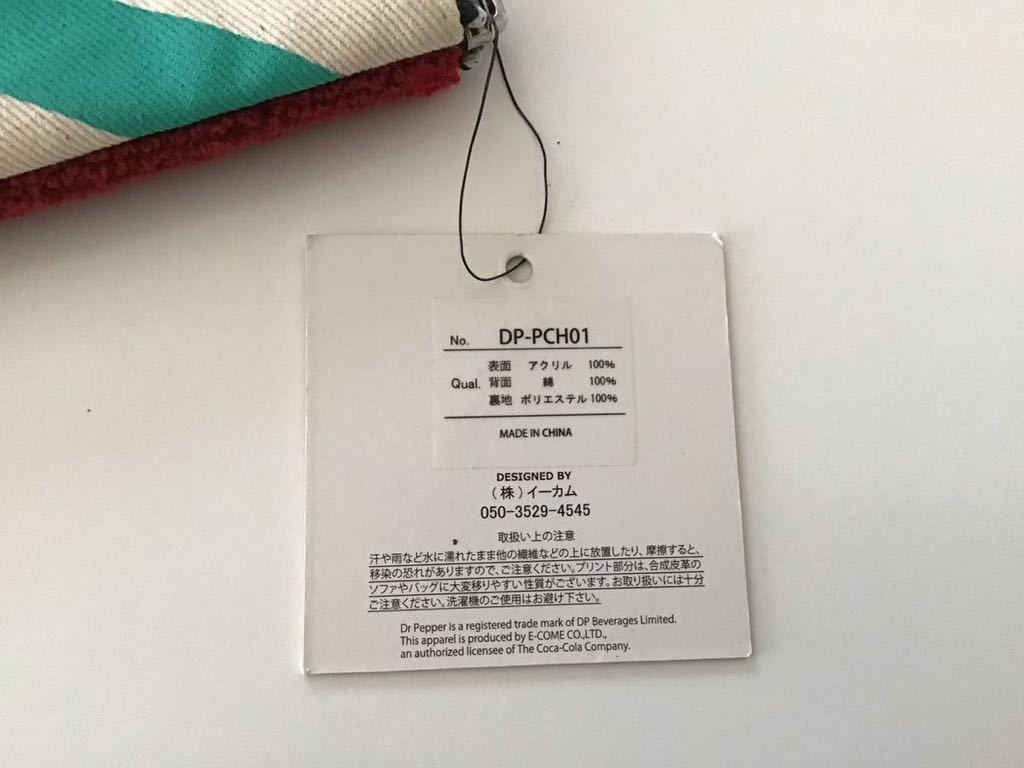 No. DP-PCH01
表面 アクリル 100%
Qual. 背面 綿 100%
裏地 ポリエステル 100%
MADE IN CHINA
DESIGNED BY
(株)イーカム
050-3529-4545
取扱い上の注意
汗や雨など水に濡れたまま他の繊維などの上に放置したり、摩擦すると、
移染の恐れがありますので、ご注意ください。プリント部分は、合成皮革の
ソファやバッグに大変移りやすい性質がございます。お取り扱いには十分
ご注意ください。洗濯機のご使用はお避け下さい。
Dr Pepper is a registered trade mark of DP Beverages Limited.
This apparel is produced by E-COME CO.,LTD.,
an authorized licensee of The Coca-Cola Company.